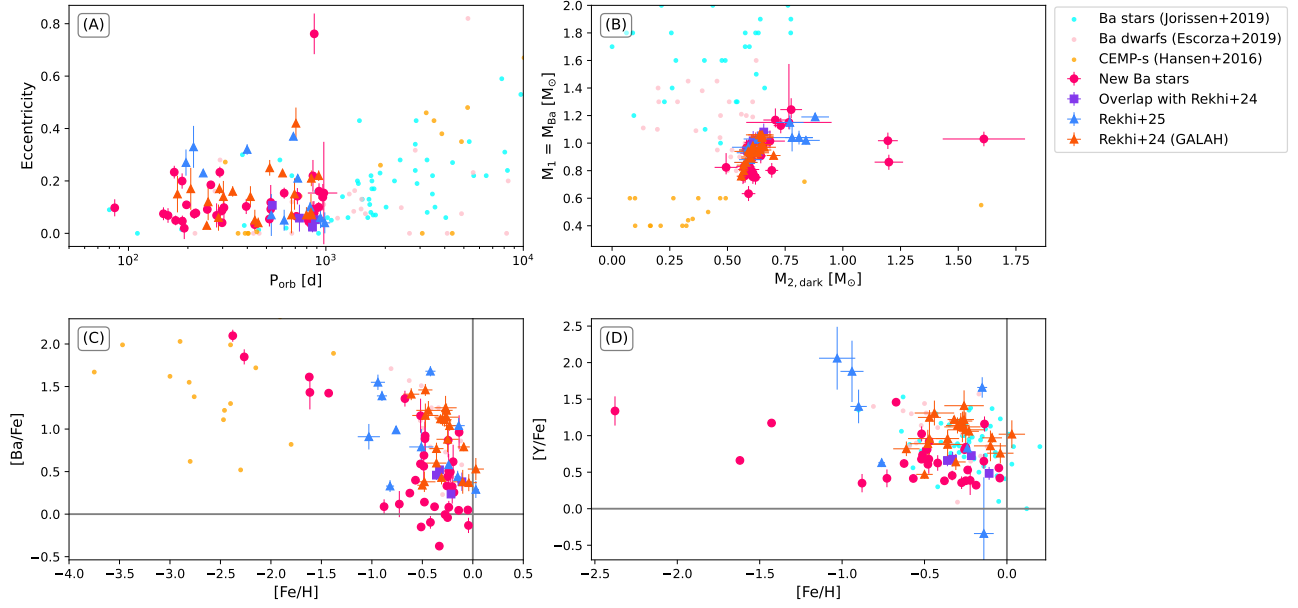 (A)
0.8
0.6
0.4
0.2
0.0
Eccentricity
10²
10³
10⁴
P_orb [d]
(B)
2.0
1.8
1.6
1.4
1.2
1.0
0.8
0.6
0.4
M₁ = M_Ba [M_⊙]
0.00 0.25 0.50 0.75 1.00 1.25 1.50 1.75
M_2, dark [M_⊙]
Ba stars (Jorissen+2019)
Ba dwarfs (Escorza+2019)
CEMP-s (Hansen+2016)
New Ba stars
Overlap with Rekhi+24
Rekhi+25
Rekhi+24 (GALAH)
(C)
2.0
1.5
1.0
0.5
0.0
−0.5
[Ba/Fe]
−4.0 −3.5 −3.0 −2.5 −2.0 −1.5 −1.0 −0.5 0.0 0.5
[Fe/H]
(D)
2.5
2.0
1.5
1.0
0.5
0.0
−0.5
[Y/Fe]
−2.5 −2.0 −1.5 −1.0 −0.5 0.0
[Fe/H]